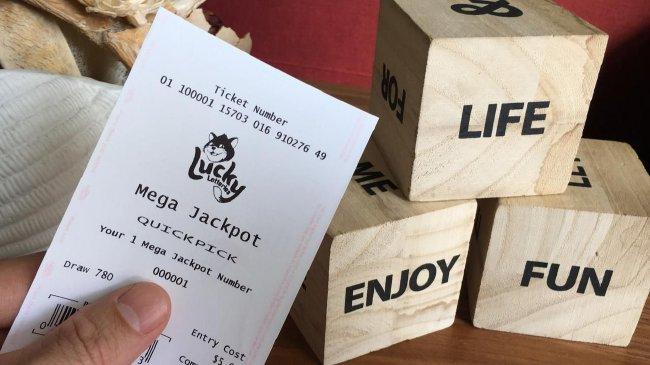 Ticket Number
01 100001 15703 016 910276 49
Lucky
Lotteries
Mega Jackpot
QUICKPICK
Your 1 Mega Jackpot Number
000001
Draw 780
Entry Cost
&
FOR
LIFE
ME
ENJOY
FUN